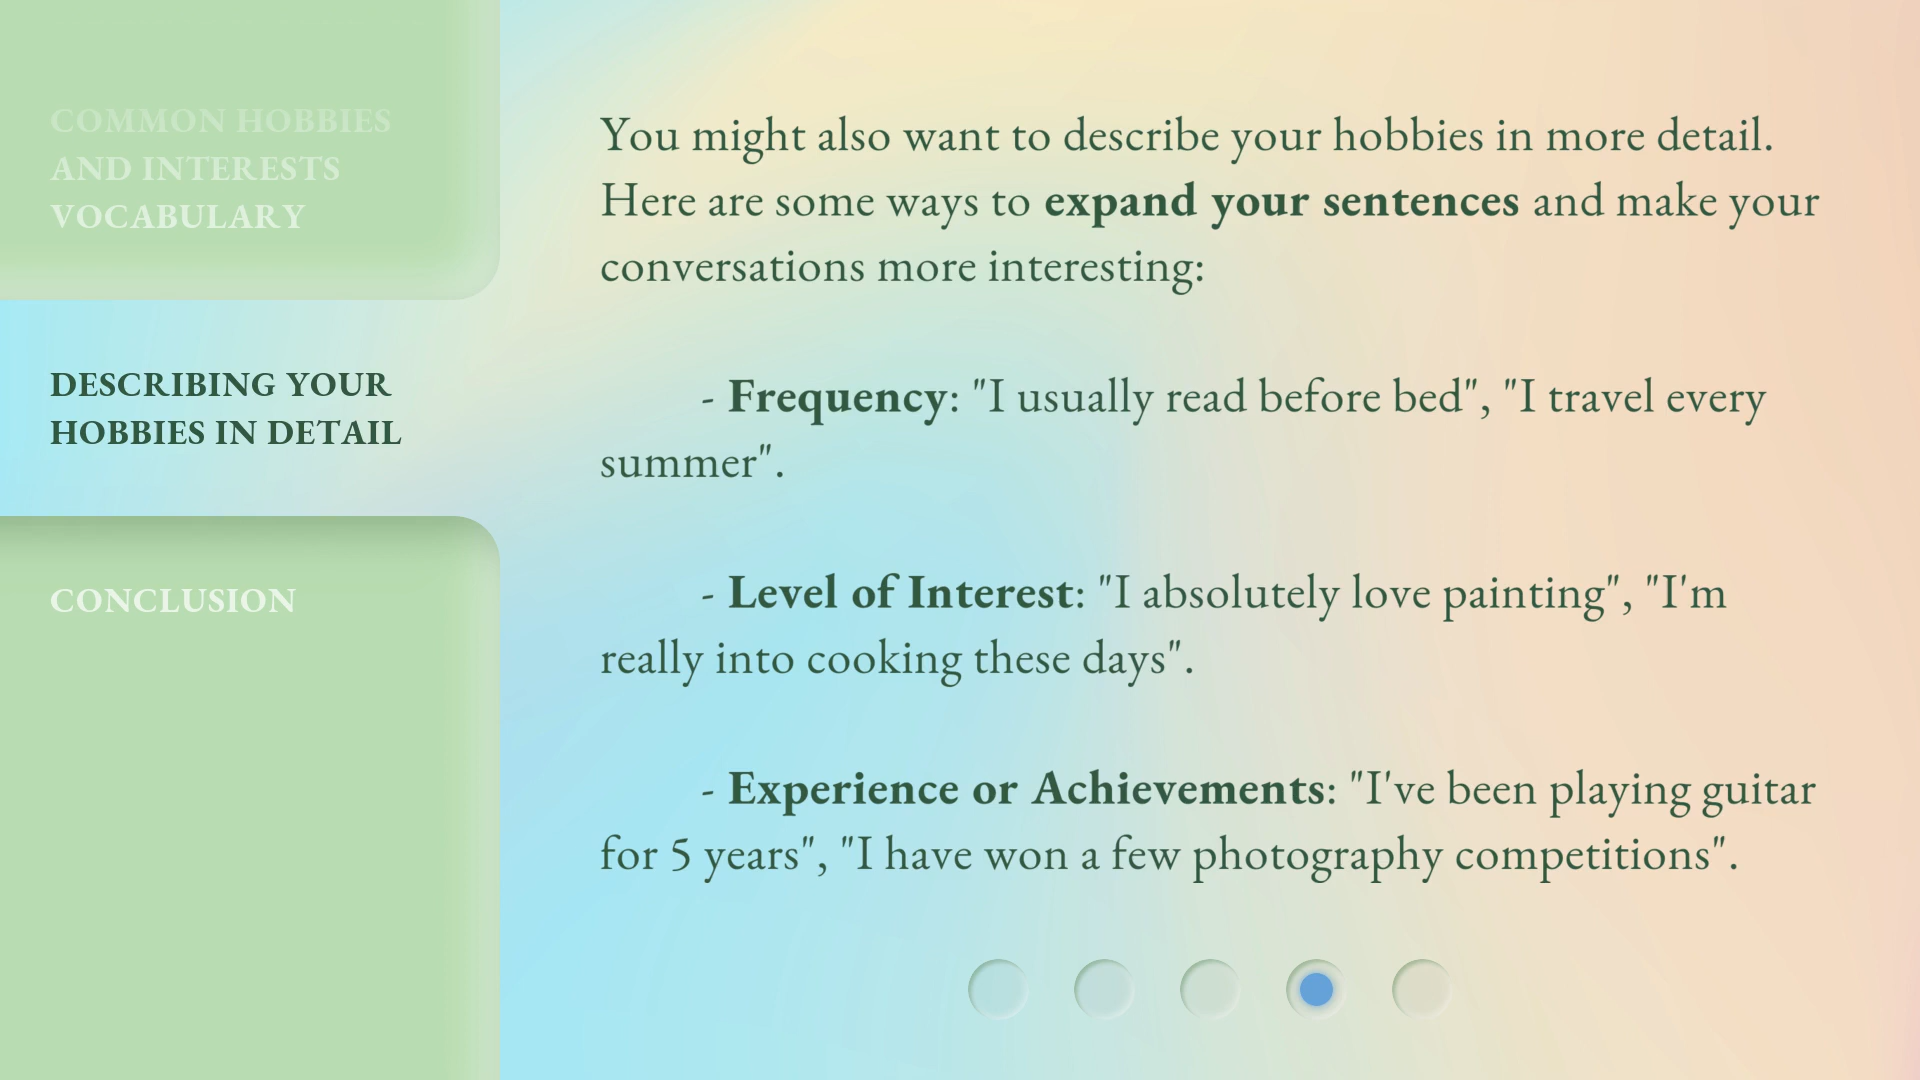 COMMON HOBBIES
AND INTERESTS
VOCABULARY
DESCRIBING YOUR
HOBBIES IN DETAIL
CONCLUSION
You might also want to describe your hobbies in more detail.
Here are some ways to expand your sentences and make your
conversations more interesting:
- Frequency: "I usually read before bed", "I travel every
summer".
- Level of Interest: "I absolutely love painting", "I'm
really into cooking these days".
- Experience or Achievements: "I've been playing guitar
for 5 years", "I have won a few photography competitions".